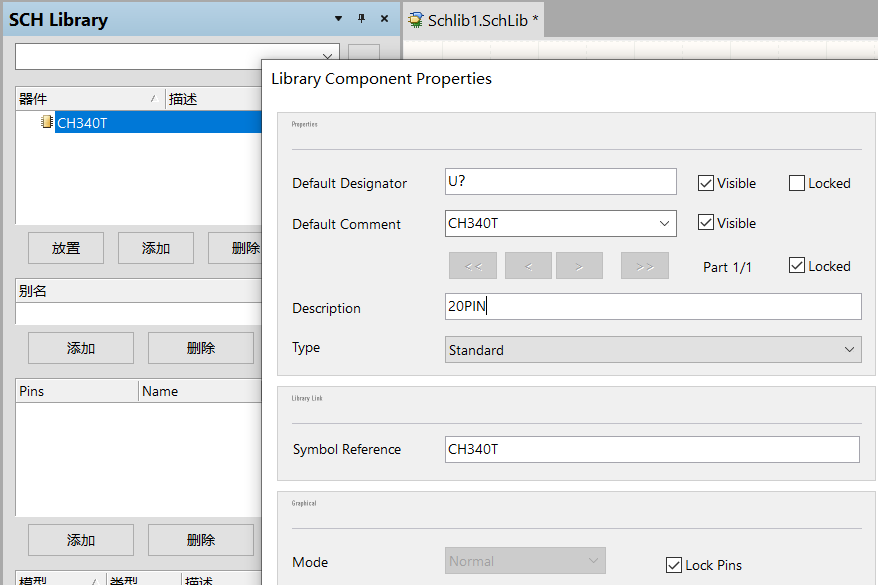 SCH Library
Schlib1.SchLib *
器件 描述
CH340T
放置 添加 删除
别名
添加 删除
Pins Name
添加 删除
模型 类型 描述
Library Component Properties
Properties
Default Designator U? Visible Locked
Default Comment CH340T Visible
<< < > >> Part 1/1 Locked
Description 20PIN
Type Standard
Library Link
Symbol Reference CH340T
Graphical
Mode Normal Lock Pins